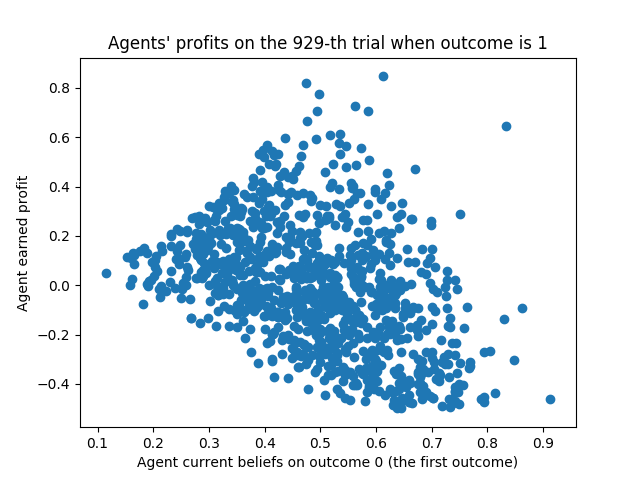 Agents' profits on the 929-th trial when outcome is 1
0.8
0.6
0.4
0.2
0.0
−0.2
−0.4
Agent earned profit
0.1 0.2 0.3 0.4 0.5 0.6 0.7 0.8 0.9
Agent current beliefs on outcome 0 (the first outcome)